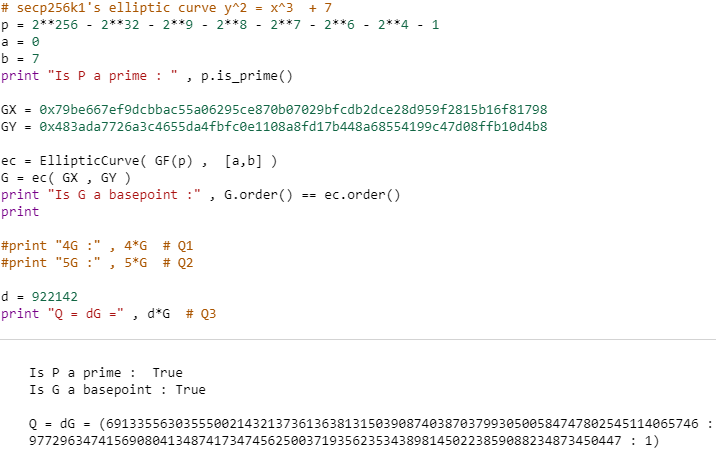 # secp256k1's elliptic curve y^2 = x^3  + 7
p = 2**256 - 2**32 - 2**9 - 2**8 - 2**7 - 2**6 - 2**4 - 1
a = 0
b = 7
print "Is P a prime : " , p.is_prime()
GX = 0x79be667ef9dcbbac55a06295ce870b07029bfcdb2dce28d959f2815b16f81798
GY = 0x483ada7726a3c4655da4fbfc0e1108a8fd17b448a68554199c47d08ffb10d4b8
ec = EllipticCurve( GF(p) ,  [a,b] )
G = ec( GX , GY )
print "Is G a basepoint :" , G.order() == ec.order()
print
#print "4G :" , 4*G  # Q1
#print "5G :" , 5*G  # Q2
d = 922142
print "Q = dG =" , d*G  # Q3
Is P a prime :  True
Is G a basepoint : True
Q = dG = (69133556303555002143213736136381315039087403870379930500584747802545114065746 :
97729634741569080413487417347456250037193562353438981450223859088234873450447 : 1)